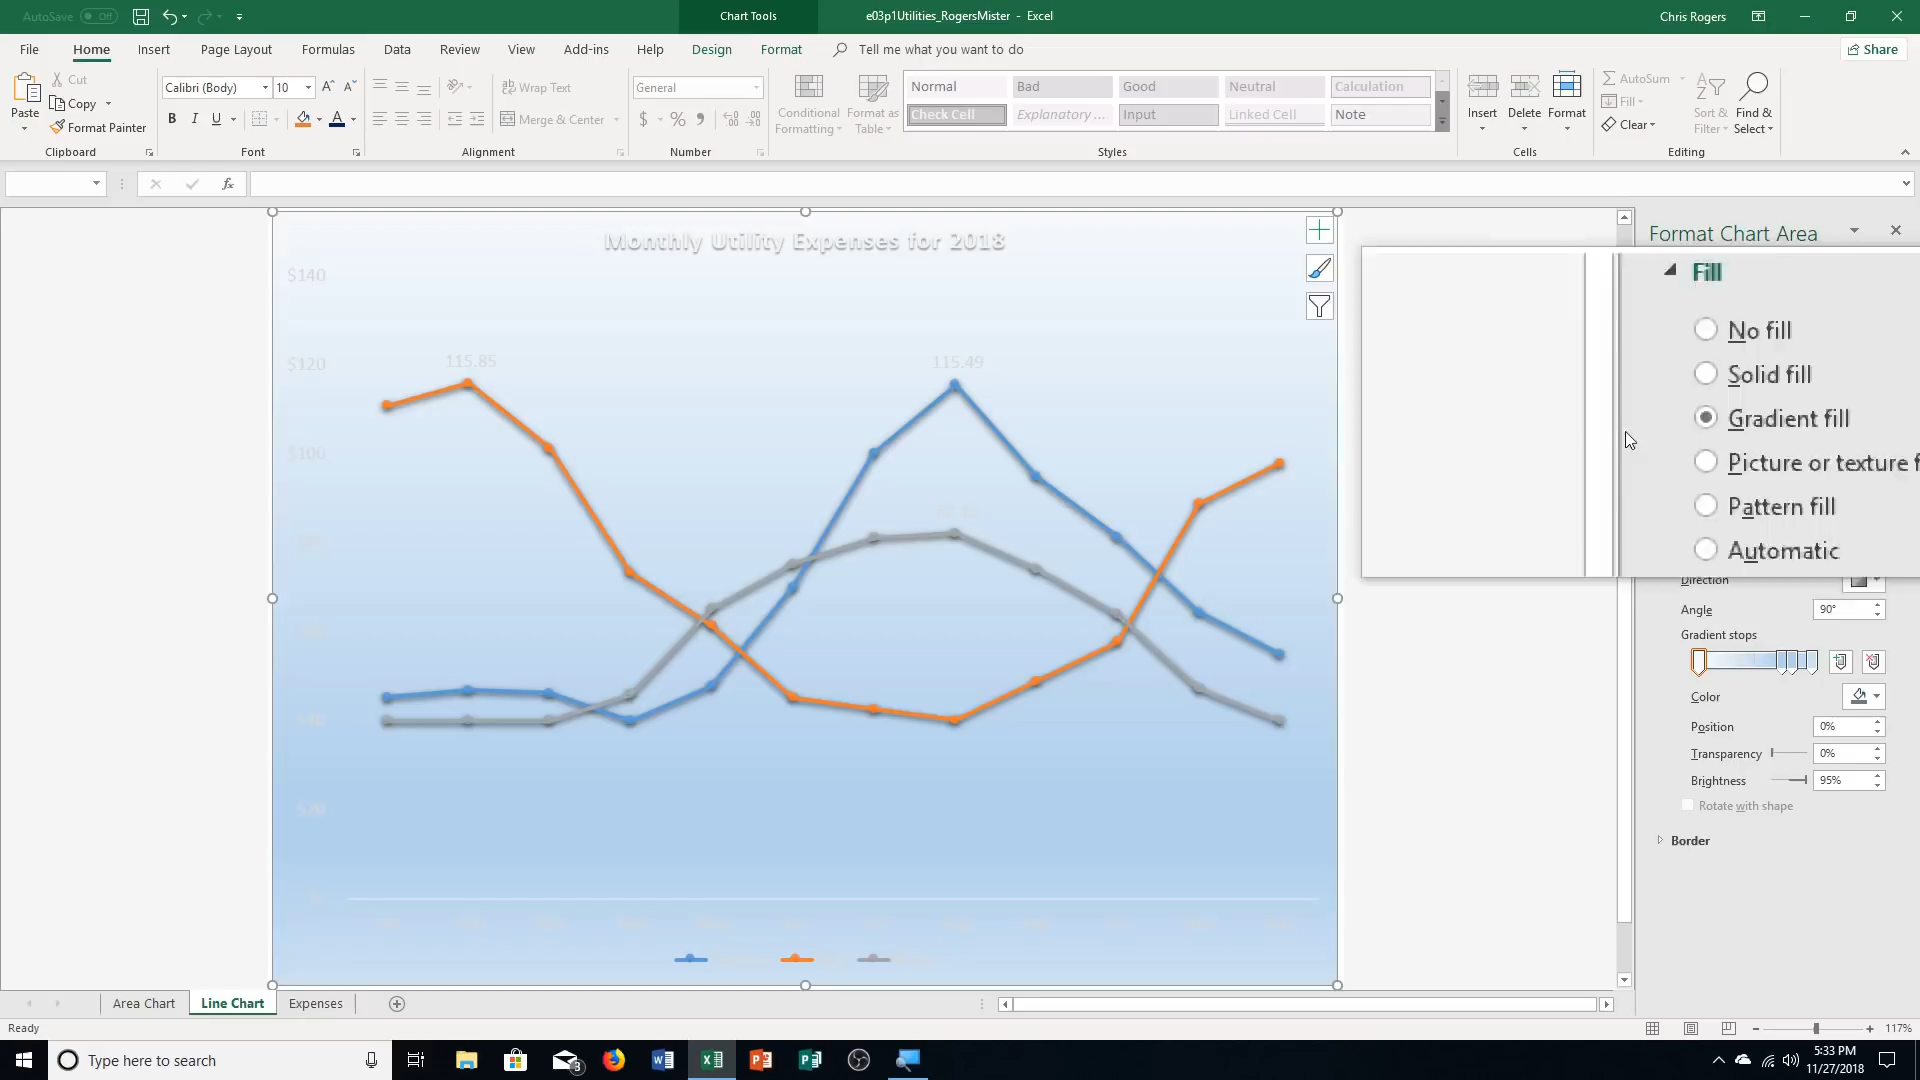 AutoSave Off
Chart Tools
e03p1Utilities_RogersMister - Excel
Chris Rogers
File Home Insert Page Layout Formulas Data Review View Add-ins Help Design Format Tell me what you want to do Share
Paste
Cut
Copy
Format Painter
Clipboard
Calibri (Body) 10
B I U
Font
Wrap Text
Merge & Center
Alignment
General
$ % ,
Number
Conditional Formatting
Format as Table
Normal Bad Good Neutral Calculation
Check Cell Explanatory ... Input Linked Cell Note
Styles
Insert Delete Format
Cells
AutoSum
Fill
Clear
Sort & Filter
Find & Select
Editing
fx
Monthly Utility Expenses for 2018
$140
$120
$100
$20
115.85
115.49
Format Chart Area
Fill
No fill
Solid fill
Gradient fill
Picture or texture f
Pattern fill
Automatic
Direction
Angle 90°
Gradient stops
Color
Position 0%
Transparency 0%
Brightness 95%
Rotate with shape
Border
Area Chart Line Chart Expenses
Ready
117%
Type here to search
3
5:33 PM
11/27/2018